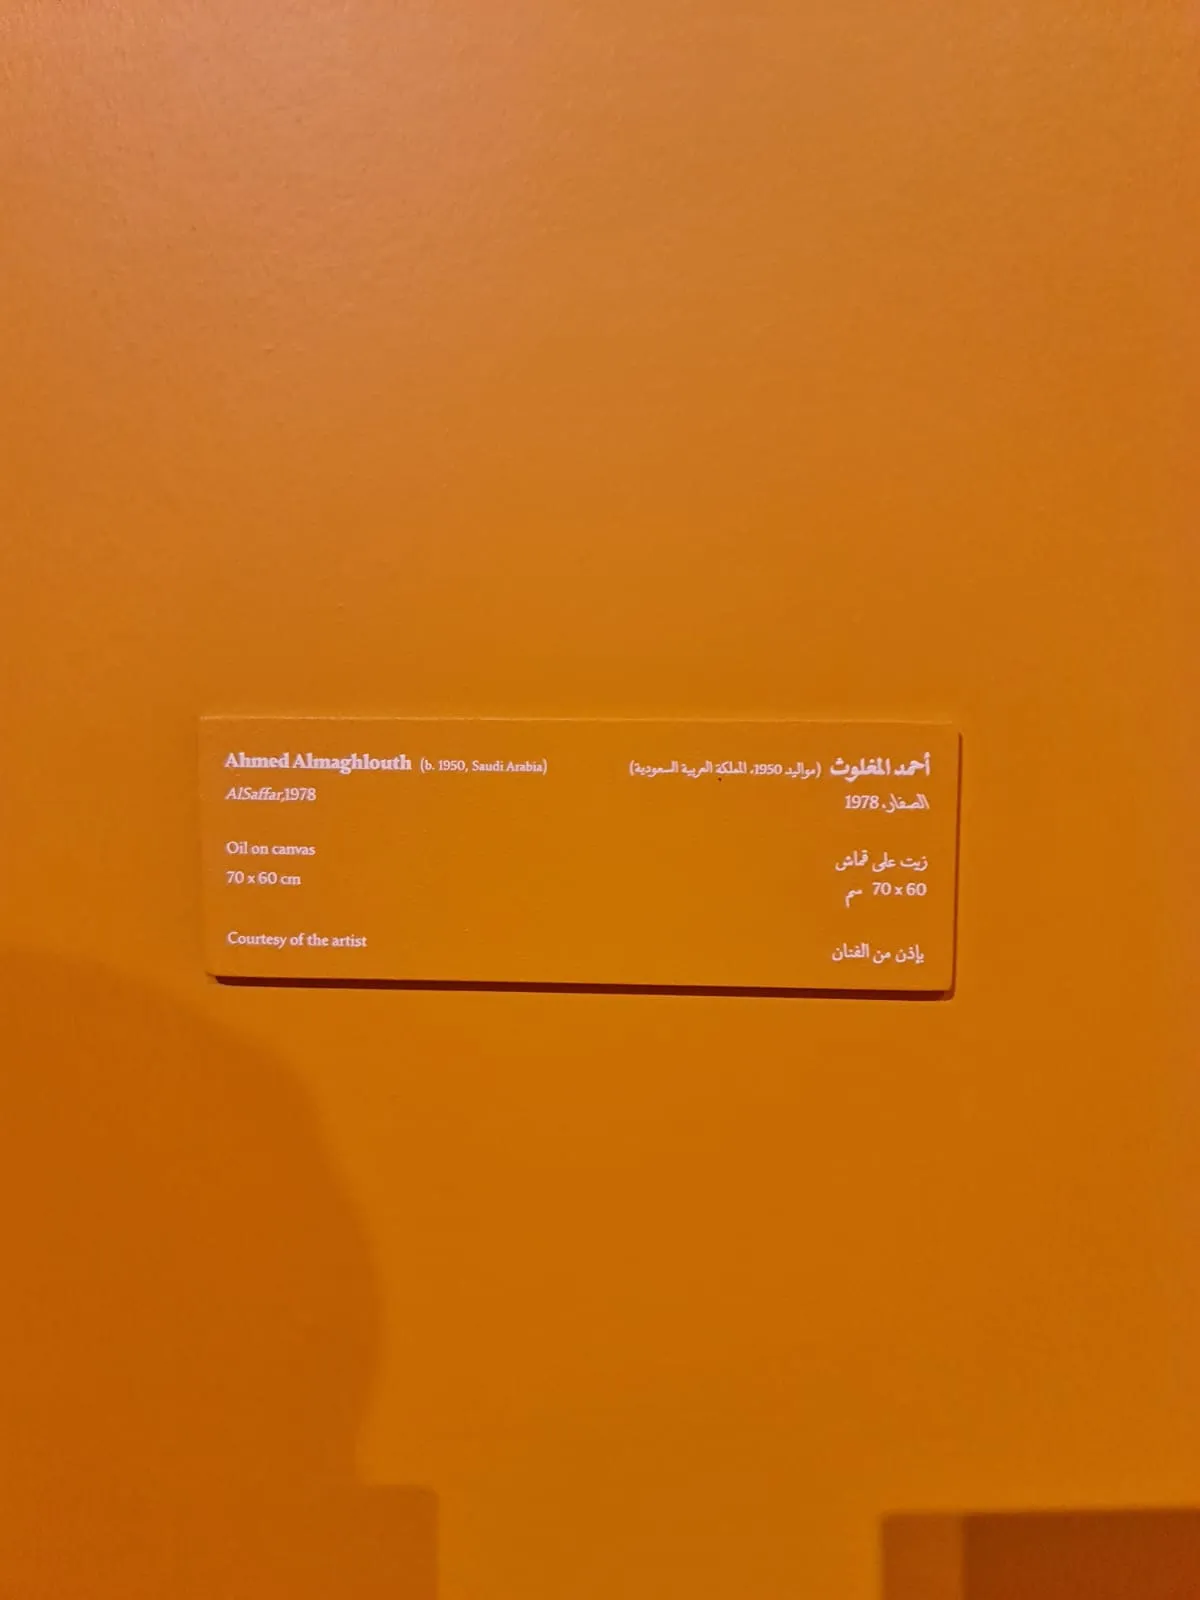 Ahmed Almaghlouth (b. 1950, Saudi Arabia)
AlSaffar,1978
Oil on canvas
70 x 60 cm
Courtesy of the artist
أحمد المغلوث (مواليد 1950، المملكة العربية السعودية)
الصفار، 1978
زيت على قماش
70 x 60 سم
بإذن من الفنان